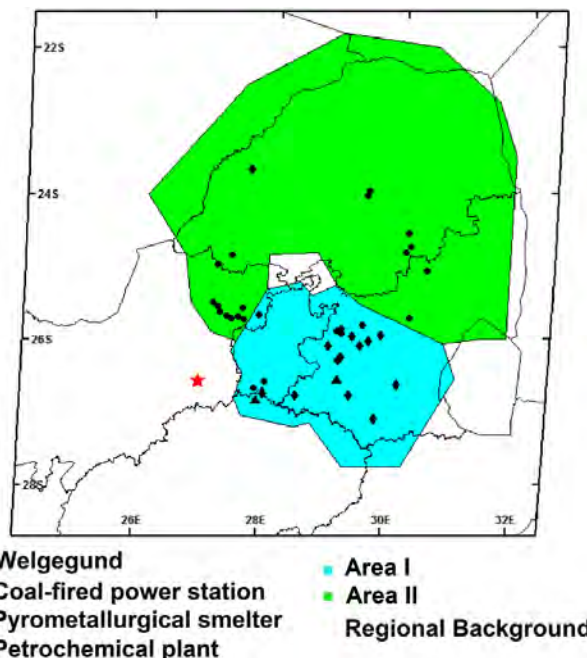 22S
24S
26S
28S
26E 28E 30E 32E
Welgegund
Coal-fired power station
Pyrometallurgical smelter
Petrochemical plant
Area I
Area II
Regional Background